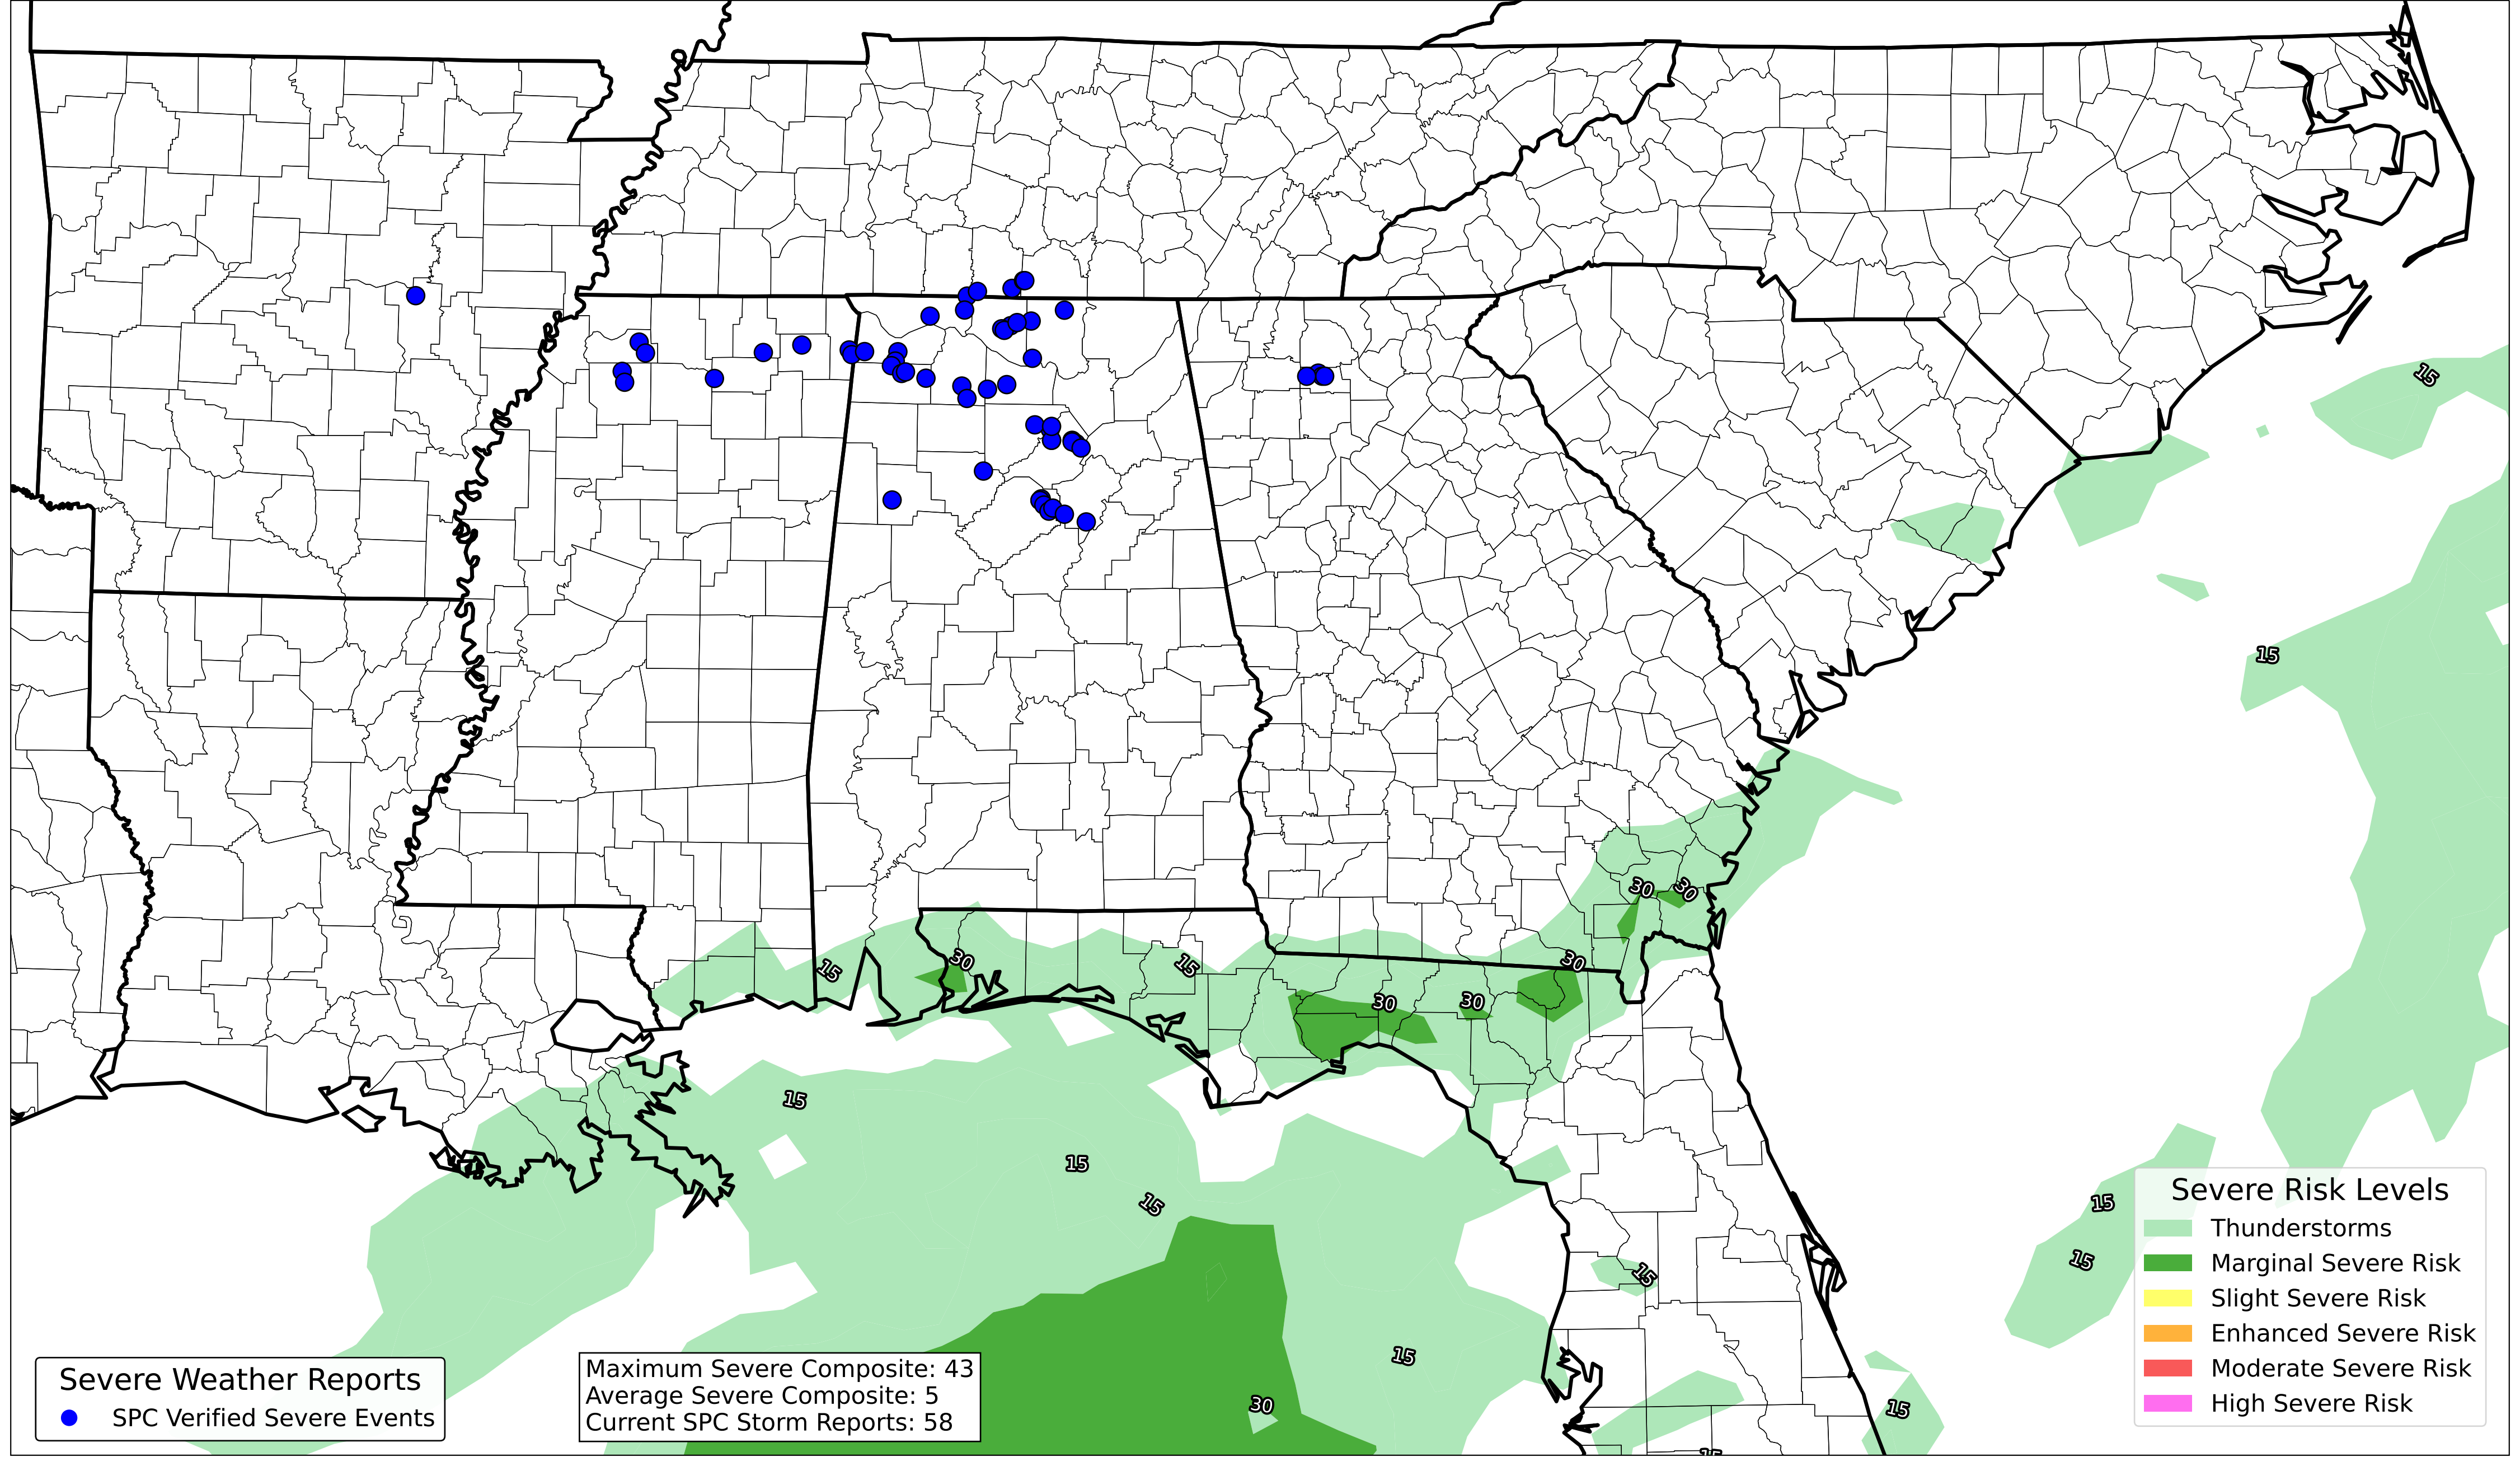 15
15
30
30
30
15
30
15
30
30
15
15
15
15
15
15
15
30
15
15
Severe Risk Levels
Thunderstorms
Marginal Severe Risk
Slight Severe Risk
Enhanced Severe Risk
Moderate Severe Risk
High Severe Risk
Severe Weather Reports
SPC Verified Severe Events
Maximum Severe Composite: 43
Average Severe Composite: 5
Current SPC Storm Reports: 58